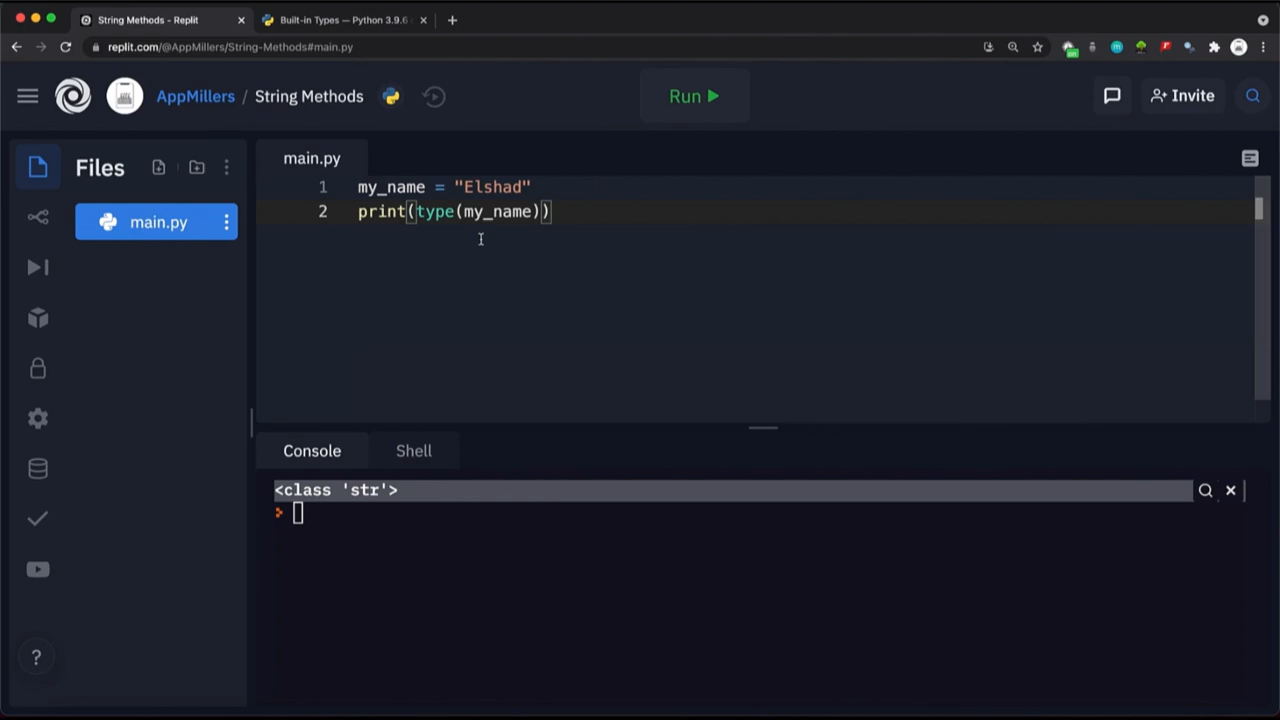 String Methods - Replit
Built-in Types — Python 3.9.6
replit.com/@AppMillers/String-Methods#main.py
AppMillers / String Methods
Run
Invite
Files
main.py
main.py
1 my_name = "Elshad"
2 print(type(my_name))
Console
Shell
<class 'str'>
?